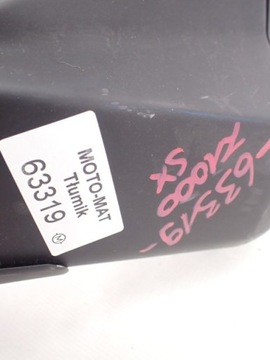 MOTO-MAT
Tłumik
63319
M
-63319-
Z1000
SX